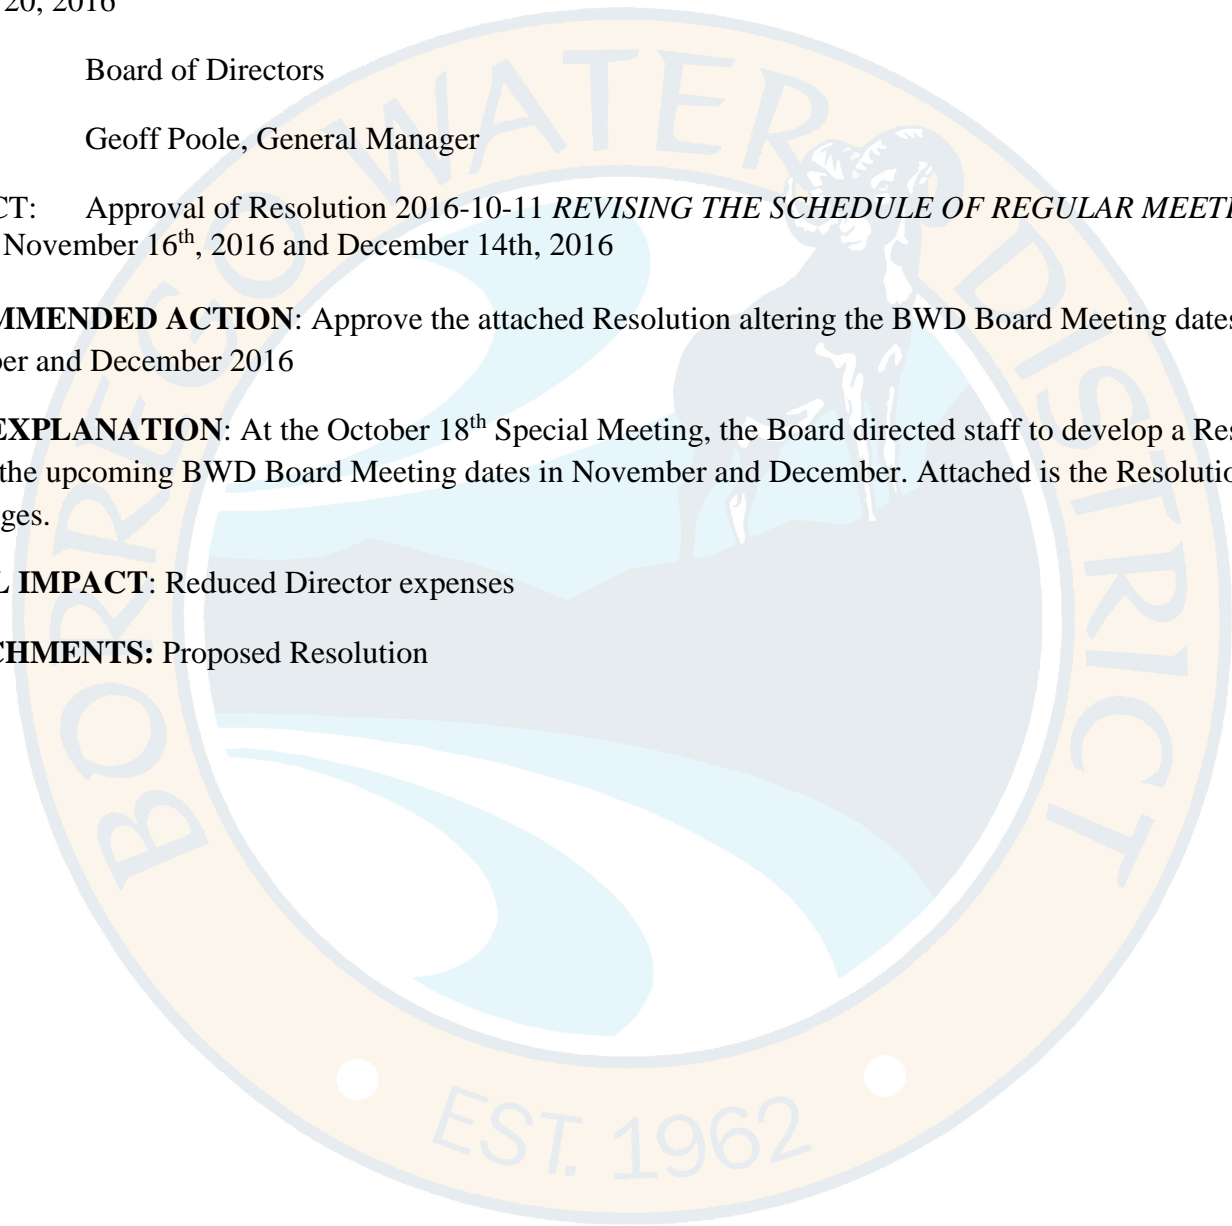 20, 2016
Board of Directors
Geoff Poole, General Manager
CT: Approval of Resolution 2016-10-11 REVISING THE SCHEDULE OF REGULAR MEETI
November 16th, 2016 and December 14th, 2016
MMENDED ACTION: Approve the attached Resolution altering the BWD Board Meeting dates
ber and December 2016
EXPLANATION: At the October 18th Special Meeting, the Board directed staff to develop a Res
the upcoming BWD Board Meeting dates in November and December. Attached is the Resolutio
ges.
L IMPACT: Reduced Director expenses
CHMENTS: Proposed Resolution
BORREGO WATER DISTRICT
EST. 1962